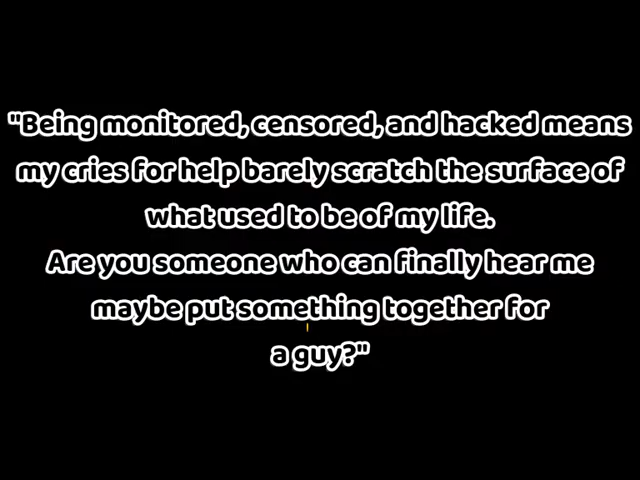 "Being monitored, censored, and hacked means
my cries for help barely scratch the surface of
what used to be of my life.
Are you someone who can finally hear me
maybe put something together for
a guy?"